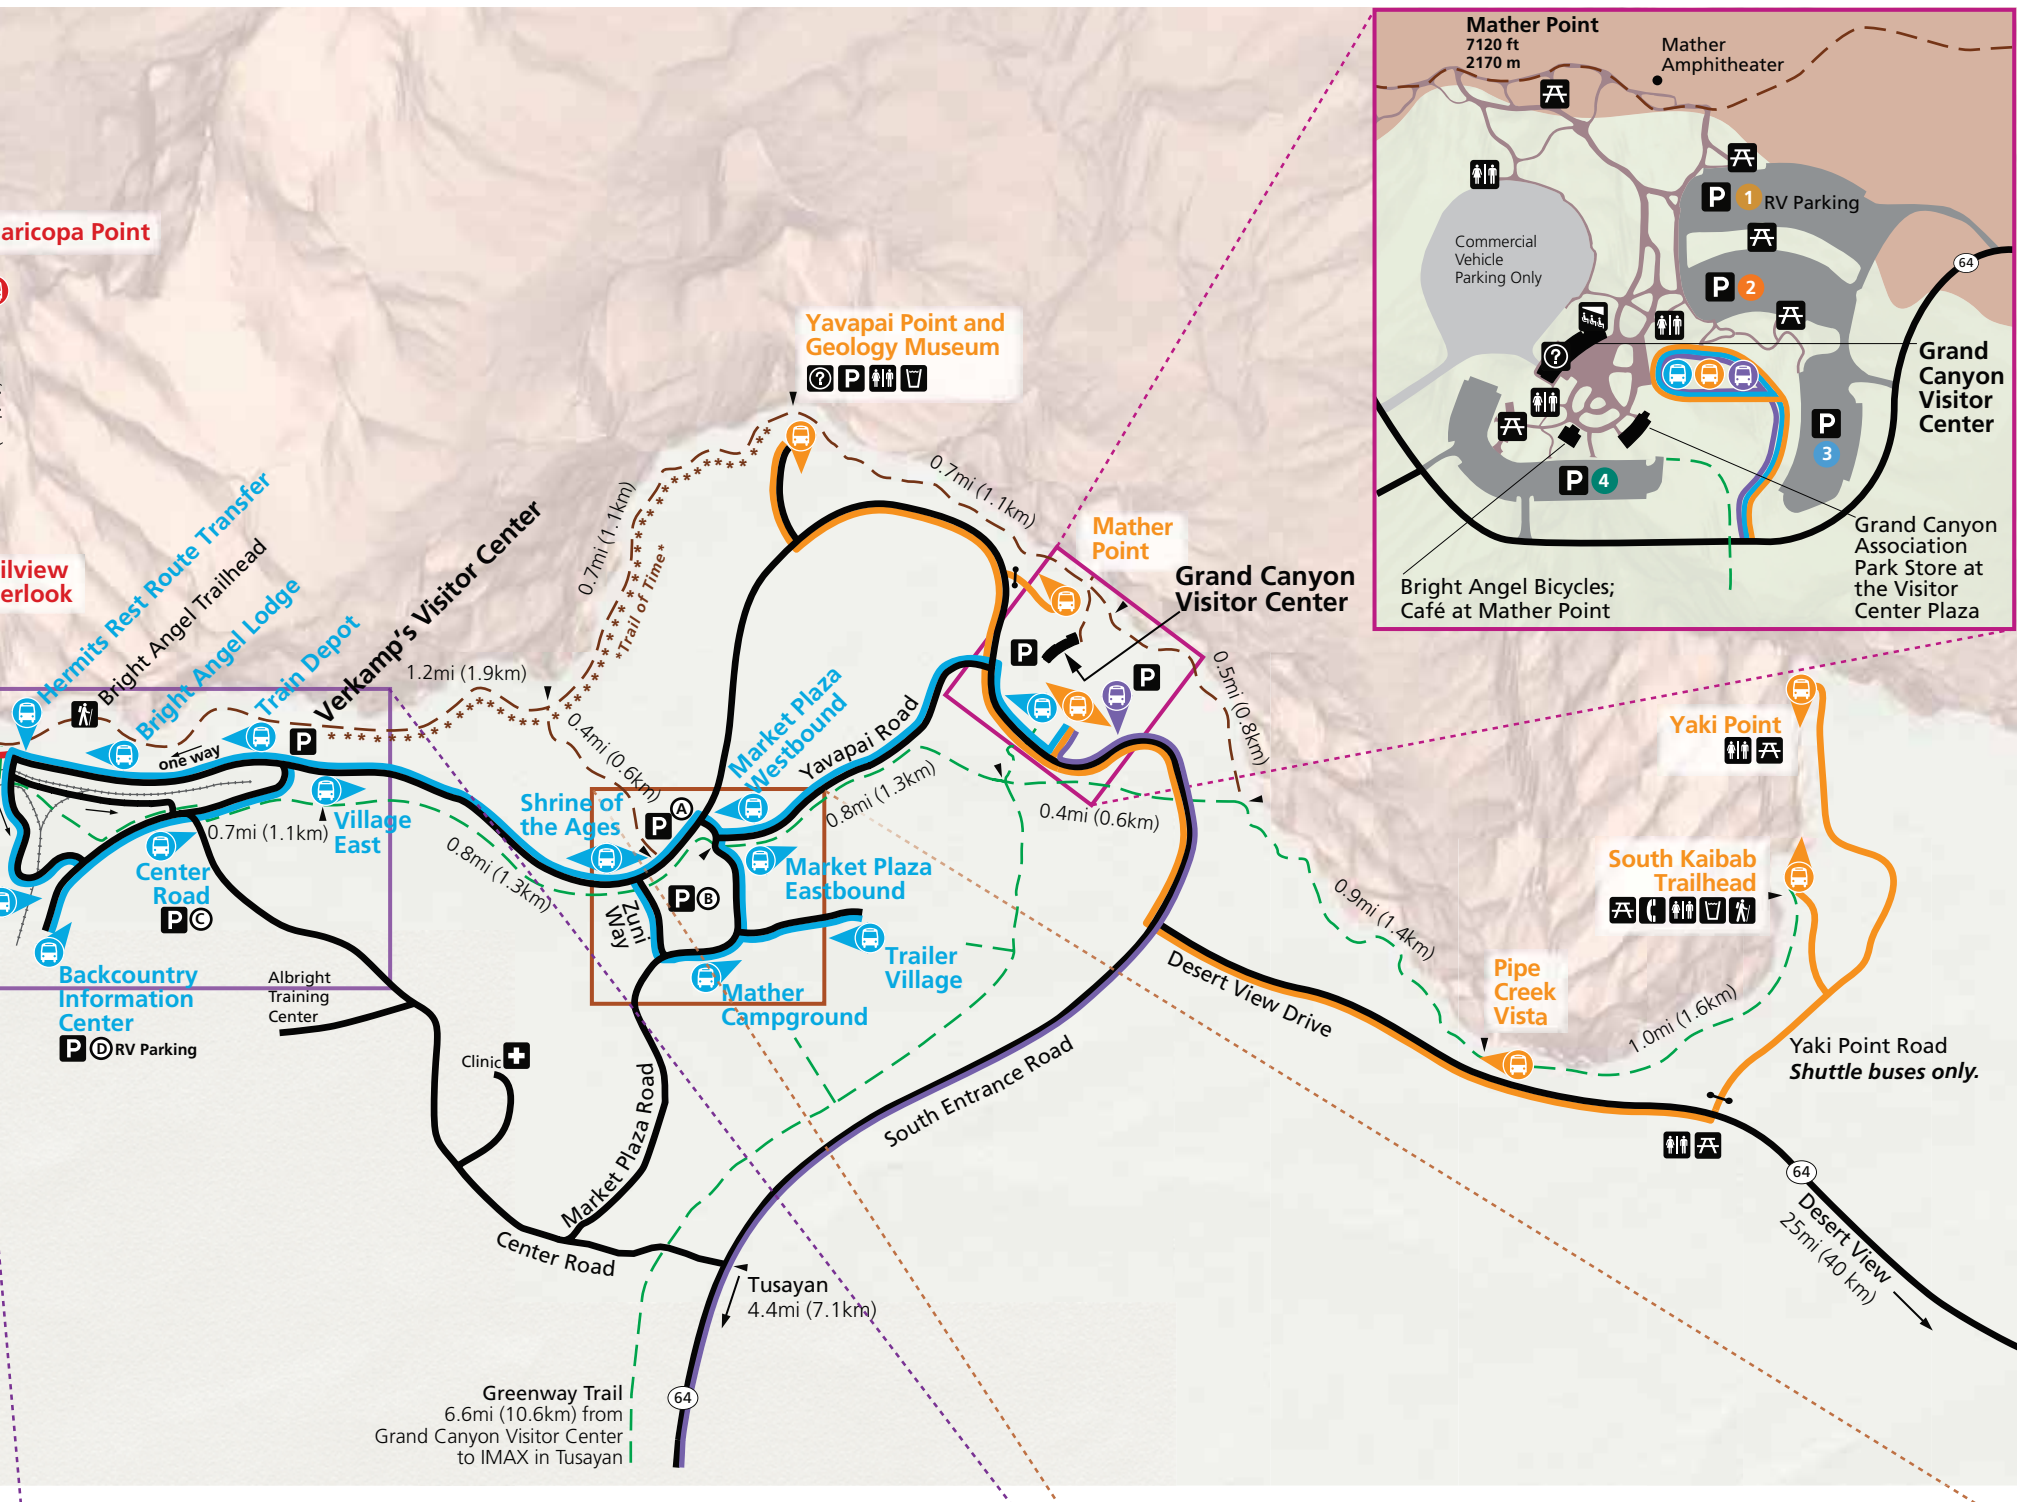 aricopa Point
ilview
erlook
Hermits Rest Route Transfer
Bright Angel Trailhead
Bright Angel Lodge
Train Depot
Verkamp's Visitor Center
one way
P
1.2mi (1.9km)
0.7mi (1.1km)
*Trail of Time*
0.4mi (0.6km)
Yavapai Point and
Geology Museum
? P
0.7mi (1.1km)
Mather
Point
Grand Canyon
Visitor Center
P
P
0.5mi (0.8km)
Market Plaza
Westbound
Yavapai Road
0.8mi (1.3km)
0.4mi (0.6km)
Shrine of
the Ages
P A
P B
Zuni
Way
Market Plaza
Eastbound
Trailer
Village
Mather
Campground
Village
East
0.7mi (1.1km)
0.8mi (1.3km)
Center
Road
P C
Backcountry
Information
Center
P D RV Parking
Albright
Training
Center
Clinic
Market Plaza Road
Center Road
South Entrance Road
Tusayan
4.4mi (7.1km)
64
Greenway Trail
6.6mi (10.6km) from
Grand Canyon Visitor Center
to IMAX in Tusayan
Desert View Drive
0.9mi (1.4km)
Pipe
Creek
Vista
1.0mi (1.6km)
Yaki Point
South Kaibab
Trailhead
Yaki Point Road
Shuttle buses only.
64
Desert View
25mi (40 km)
Mather Point
7120 ft
2170 m
Mather
Amphitheater
P 1 RV Parking
Commercial
Vehicle
Parking Only
P 2
64
?
Grand
Canyon
Visitor
Center
P
3
P 4
Grand Canyon
Association
Park Store at
the Visitor
Center Plaza
Bright Angel Bicycles;
Café at Mather Point